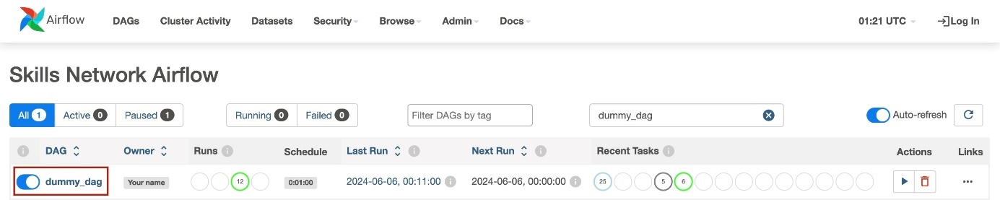 Airflow DAGs Cluster Activity Datasets Security Browse Admin Docs 01:21 UTC Log In
Skills Network Airflow
All 1 Active 0 Paused 1 Running 0 Failed 0 Filter DAGs by tag dummy_dag Auto-refresh
DAG Owner Runs Schedule Last Run Next Run Recent Tasks Actions Links
dummy_dag Your name 12 0:01:00 2024-06-06, 00:11:00 2024-06-06, 00:00:00 25 5 6